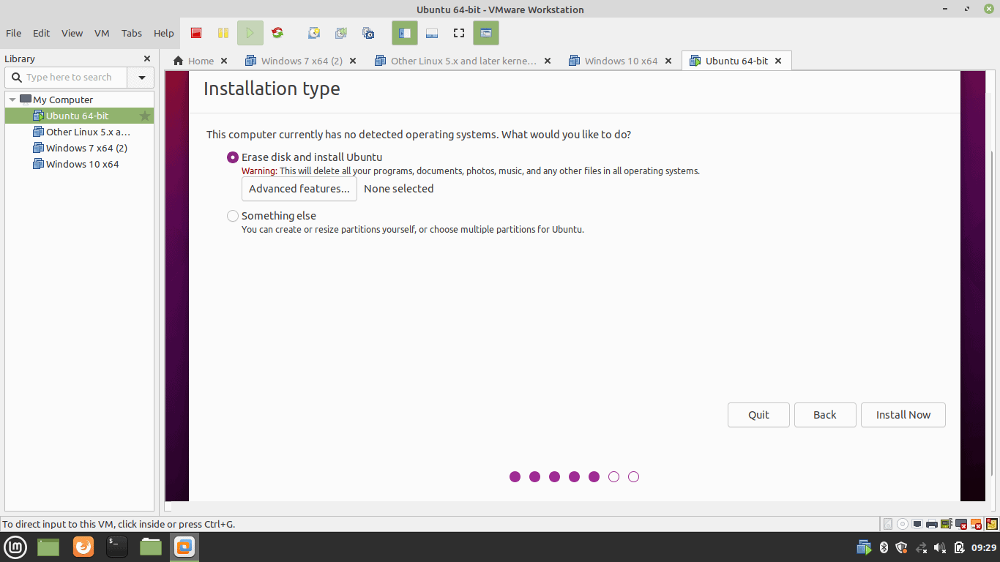 Ubuntu 64-bit - VMware Workstation
File Edit View VM Tabs Help
Library
Type here to search
My Computer
Ubuntu 64-bit
Other Linux 5.x a...
Windows 7 x64 (2)
Windows 10 x64
Home
Windows 7 x64 (2)
Other Linux 5.x and later kerne...
Windows 10 x64
Ubuntu 64-bit
Installation type
This computer currently has no detected operating systems. What would you like to do?
Erase disk and install Ubuntu
Warning: This will delete all your programs, documents, photos, music, and any other files in all operating systems.
Advanced features... None selected
Something else
You can create or resize partitions yourself, or choose multiple partitions for Ubuntu.
Quit Back Install Now
To direct input to this VM, click inside or press Ctrl+G.
09:29